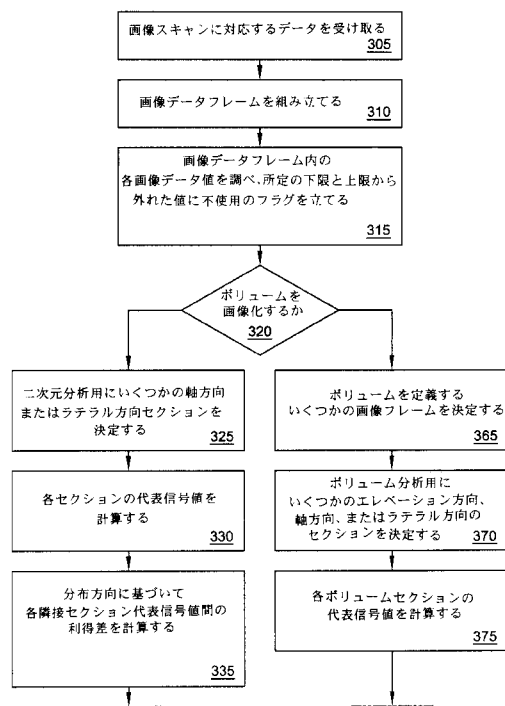 画像スキャンに対応するデータを受け取る
305
画像データフレームを組み立てる
310
画像データフレーム内の
各画像データ値を調べ、所定の下限と上限から
外れた値に不使用のフラグを立てる
315
ボリュームを
画像化するか
320
二次元分析用にいくつかの軸方向
またはラテラル方向セクションを
決定する
325
各セクションの代表信号値を
計算する
330
分布方向に基づいて
各隣接セクション代表信号値間の
利得差を計算する
335
ボリュームを定義する
いくつかの画像フレームを決定する
365
ボリューム分析用に
いくつかのエレベーション方向、
軸方向、またはラテラル方向の
セクションを決定する
370
各ボリュームセクションの
代表信号値を計算する
375